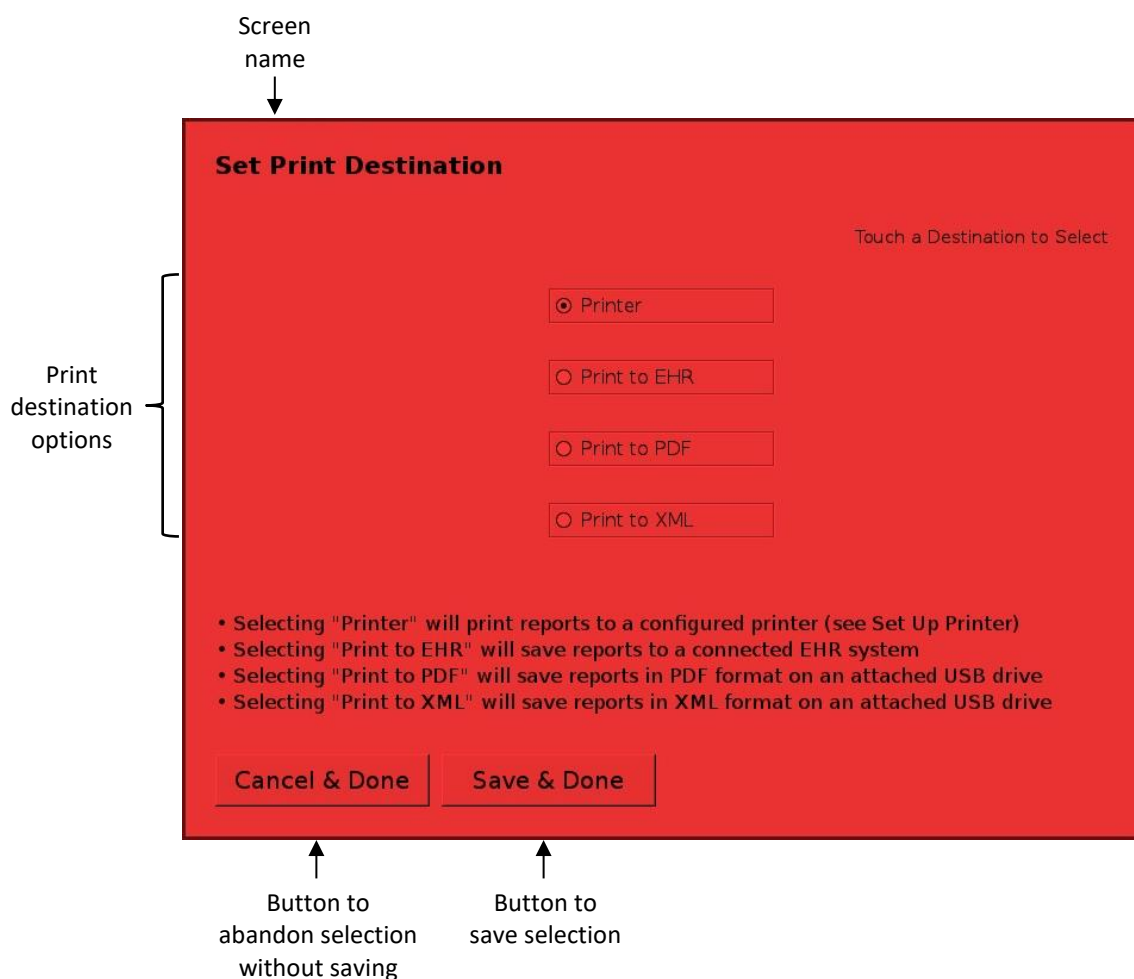 Screen
name
Set Print Destination
Touch a Destination to Select
Print
destination
options
Printer
Print to EHR
Print to PDF
Print to XML
• Selecting "Printer" will print reports to a configured printer (see Set Up Printer)
• Selecting "Print to EHR" will save reports to a connected EHR system
• Selecting "Print to PDF" will save reports in PDF format on an attached USB drive
• Selecting "Print to XML" will save reports in XML format on an attached USB drive
Cancel & Done
Save & Done
Button to
abandon selection
without saving
Button to
save selection